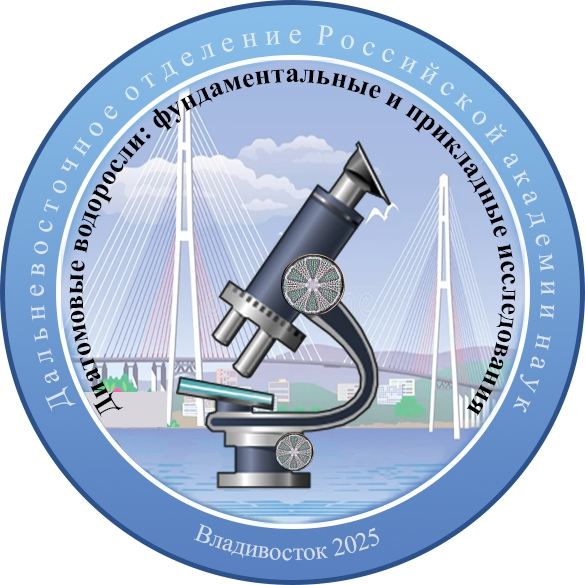 Дальневосточное отделение Российской академии наук
Диатомовые водоросли: фундаментальные и прикладные исследования
Владивосток 2025